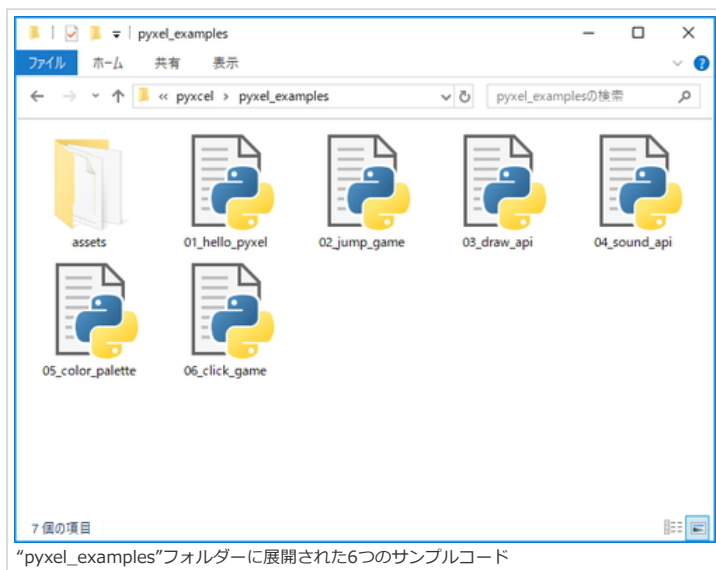 pyxel_examples
ファイル ホーム 共有 表示
« pyxcel › pyxel_examples pyxel_examplesの検索
assets 01_hello_pyxel 02_jump_game 03_draw_api 04_sound_api
05_color_palette 06_click_game
7 個の項目
“pyxel_examples”フォルダーに展開された6つのサンプルコード